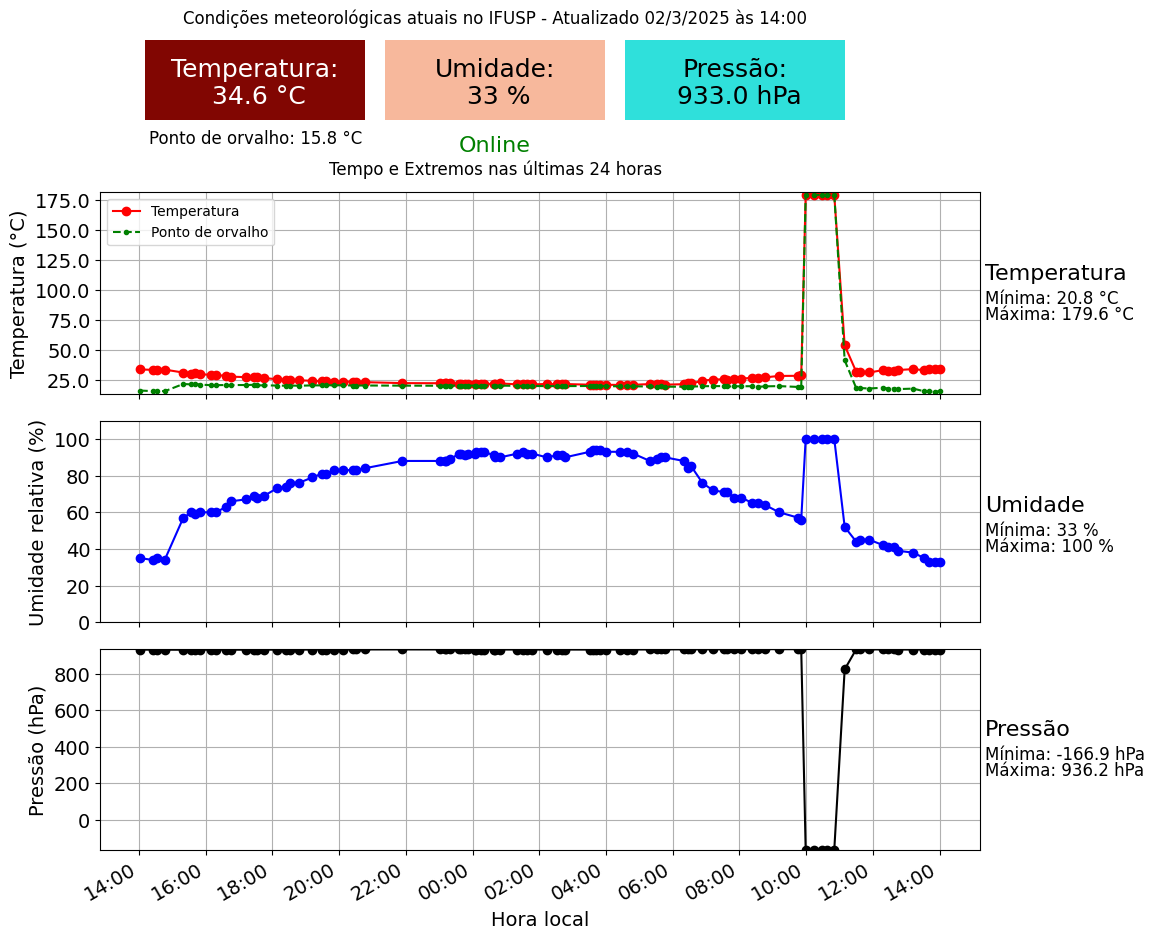 Condições meteorológicas atuais no IFUSP - Atualizado 02/3/2025 às 14:00
Temperatura:
34.6 °C
Umidade:
33 %
Pressão:
933.0 hPa
Ponto de orvalho: 15.8 °C
Online
Tempo e Extremos nas últimas 24 horas
Temperatura (°C)
175.0
150.0
125.0
100.0
75.0
50.0
25.0
Temperatura
Ponto de orvalho
Temperatura
Mínima: 20.8 °C
Máxima: 179.6 °C
Umidade relativa (%)
100
80
60
40
20
0
Umidade
Mínima: 33 %
Máxima: 100 %
Pressão (hPa)
800
600
400
200
0
Pressão
Mínima: -166.9 hPa
Máxima: 936.2 hPa
14:00 16:00 18:00 20:00 22:00 00:00 02:00 04:00 06:00 08:00 10:00 12:00 14:00
Hora local